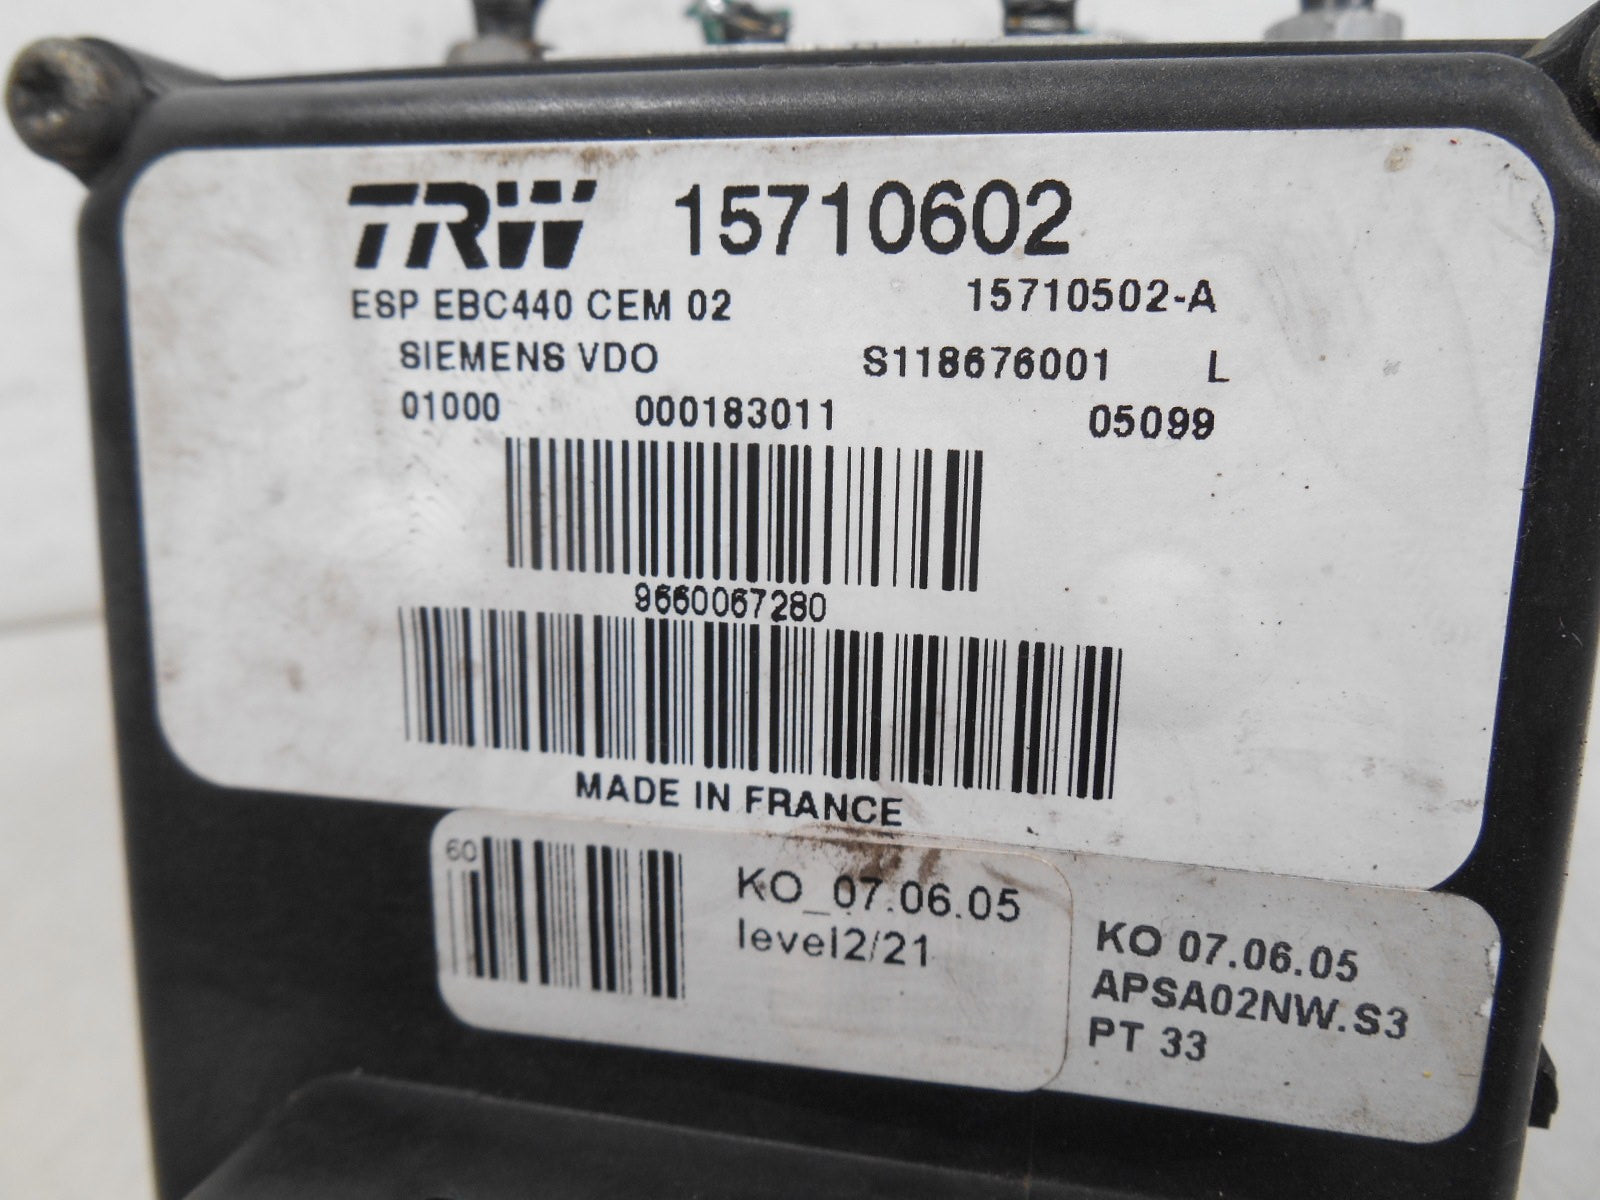 TRW 15710602
ESP EBC440 CEM 02 15710502-A
SIEMENS VDO S118676001 L
01000 000183011 05099
9660067280
MADE IN FRANCE
60
KO_07.06.05
level2/21
KO 07.06.05
APSA02NW.S3
PT 33